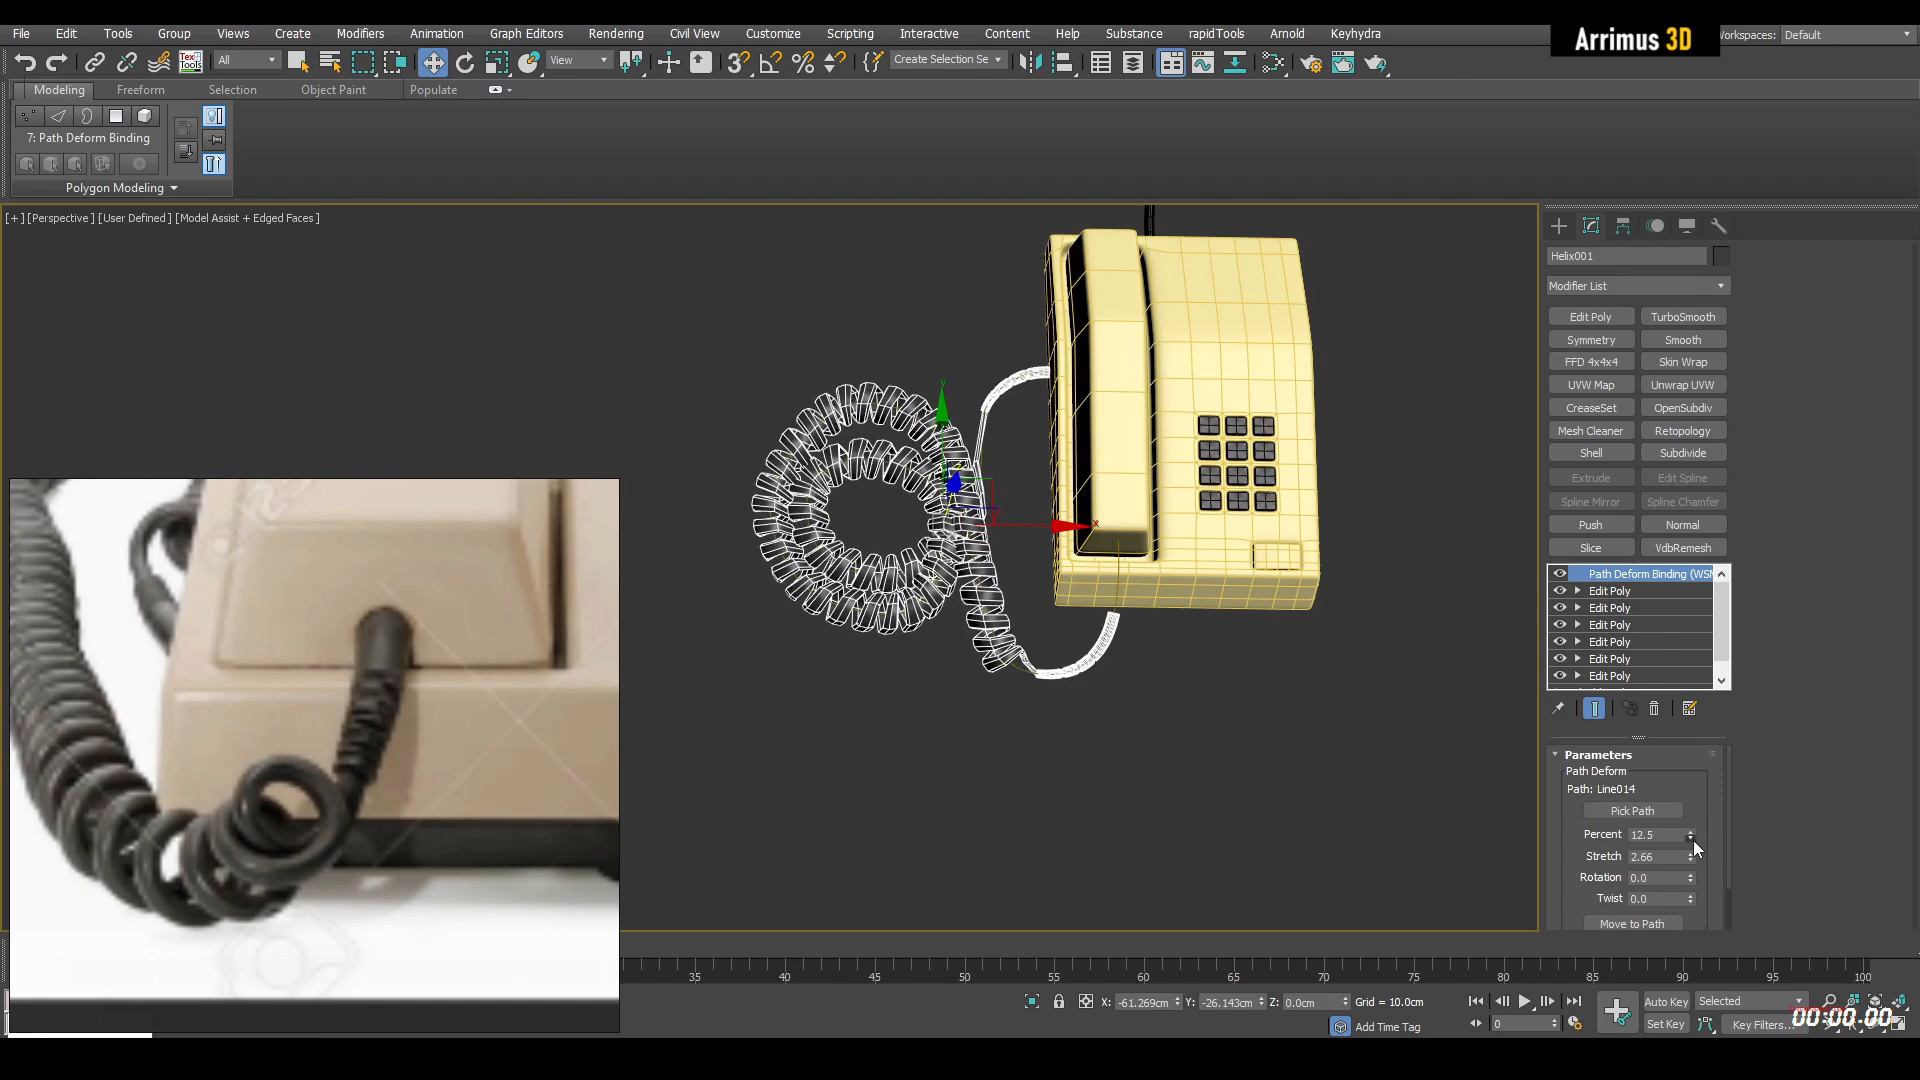 File Edit Tools Group Views Create Modifiers Animation Graph Editors Rendering Civil View Customize Scripting Interactive Content Help Substance rapidTools Arnold Keyhydra
Arrimus 3D
Workspaces: Default
All
View
Create Selection Se
Modeling Freeform Selection Object Paint Populate
7: Path Deform Binding
Polygon Modeling
[+] [Perspective ] [User Defined ] [Model Assist + Edged Faces ]
Helix001
Modifier List
Edit Poly TurboSmooth
Symmetry Smooth
FFD 4x4x4 Skin Wrap
UVW Map Unwrap UVW
CreaseSet OpenSubdiv
Mesh Cleaner Retopology
Shell Subdivide
Extrude Edit Spline
Spline Mirror Spline Chamfer
Push Normal
Slice VdbRemesh
Path Deform Binding (WSM
Edit Poly
Edit Poly
Edit Poly
Edit Poly
Edit Poly
Edit Poly
Parameters
Path Deform
Path: Line014
Pick Path
Percent 12.5
Stretch 2.66
Rotation 0.0
Twist 0.0
Move to Path
y
x
35 40 45 50 55 60 65 70 75 80 85 90 95 100
X: -61.269cm Y: -26.143cm Z: 0.0cm Grid = 10.0cm
Add Time Tag
0
Auto Key Selected
Set Key Key Filters...
00:00.00